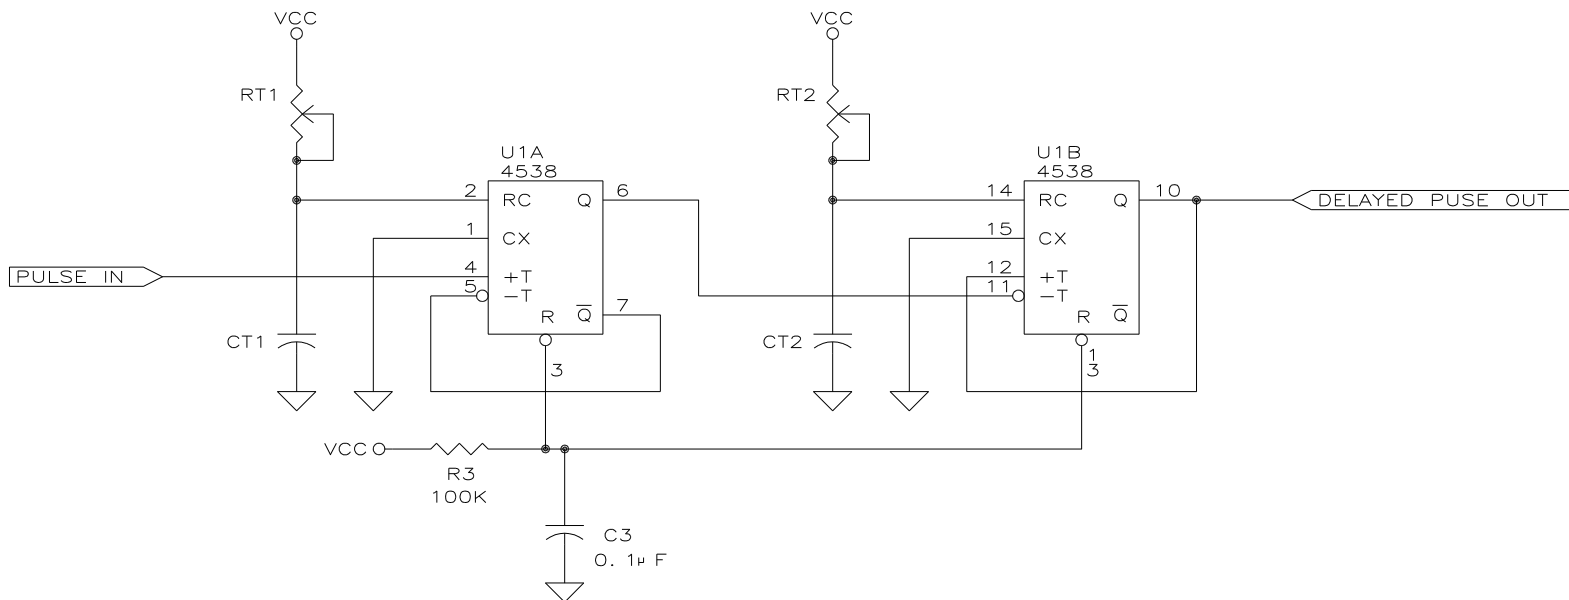 VCC
VCC
RT1
RT2
U1A
4538
U1B
4538
2
RC
Q
6
14
RC
Q
10
DELAYED PUSE OUT
1
CX
15
CX
PULSE IN
4
+T
12
+T
5
-T
11
-T
R
Q
7
R
Q
CT1
CT2
3
1
3
VCC
R3
100K
C3
0.1µF